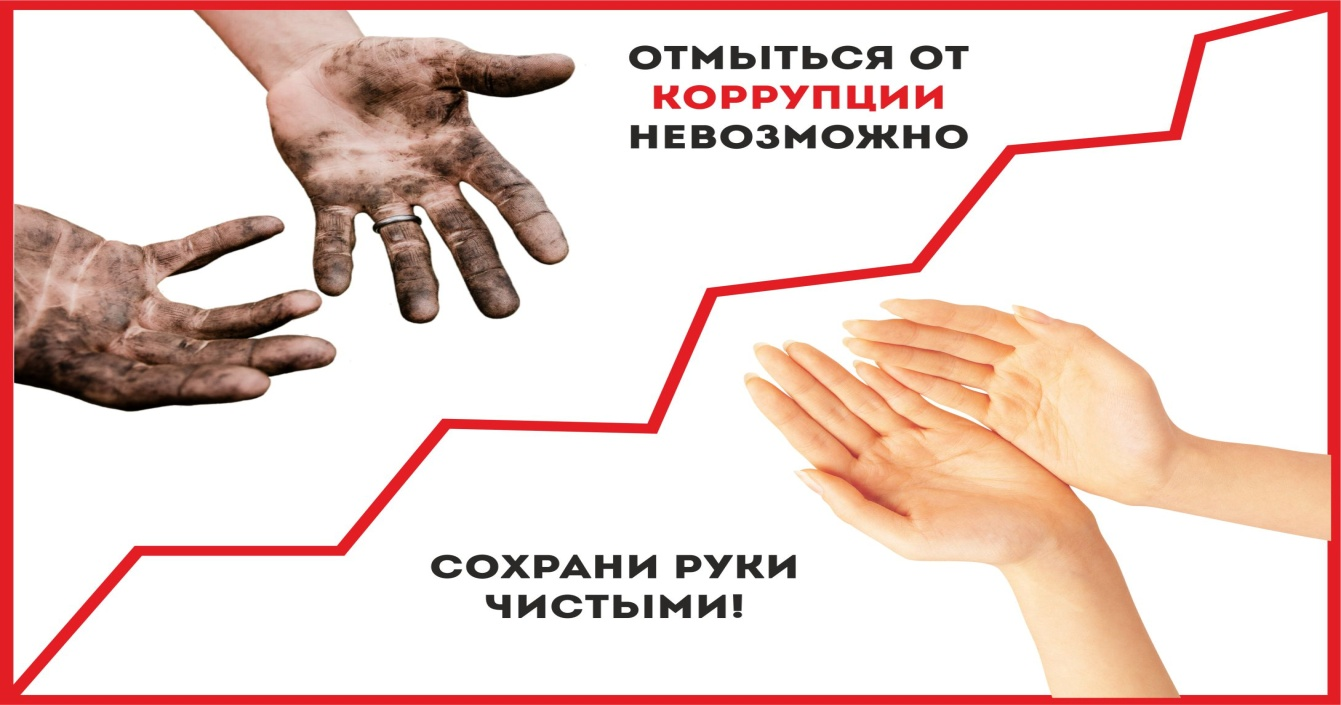 ОТМЫТЬСЯ ОТ
КОРРУПЦИИ
НЕВОЗМОЖНО
СОХРАНИ РУКИ
ЧИСТЫМИ!